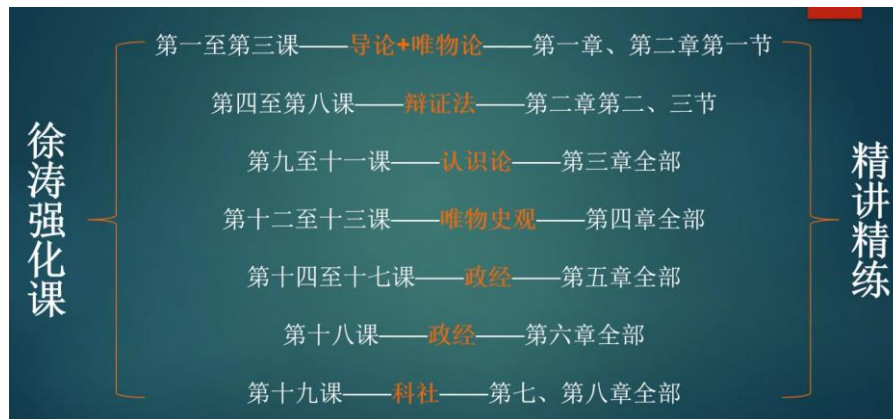 徐涛强化课
第一至第三课——导论+唯物论——第一章、第二章第一节
第四至第八课——辩证法——第二章第二、三节
第九至十一课——认识论——第三章全部
第十二至十三课——唯物史观——第四章全部
第十四至十七课——政经——第五章全部
第十八课——政经——第六章全部
第十九课——科社——第七、第八章全部
精讲精练